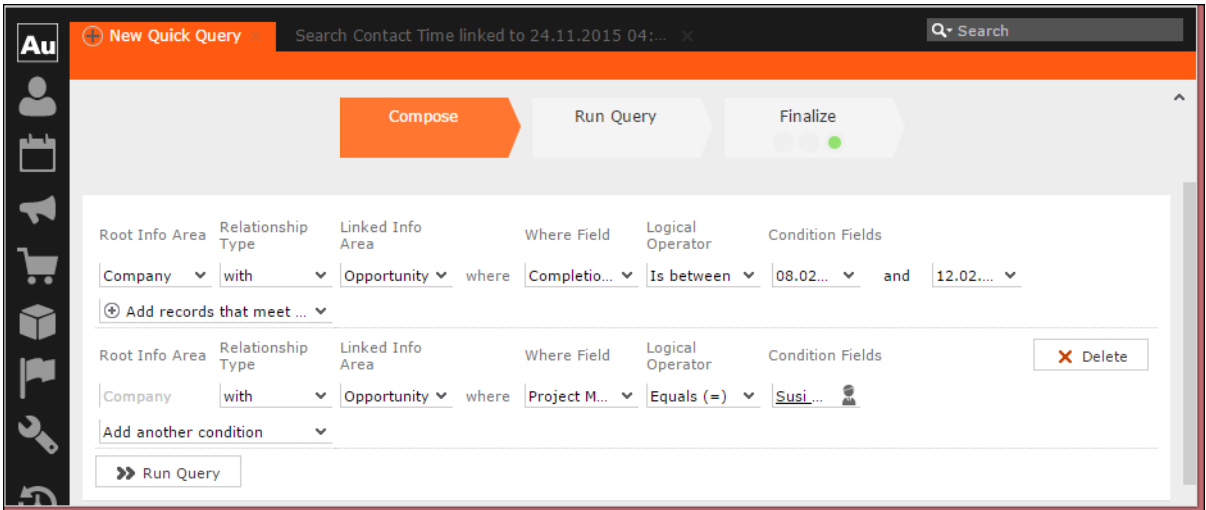 Au
New Quick Query
Search Contact Time linked to 24.11.2015 04:...
Search
Compose
Run Query
Finalize
Root Info Area
Relationship
Type
Linked Info
Area
Where Field
Logical
Operator
Condition Fields
Company with Opportunity where Completio... Is between 08.02... and 12.02....
Add records that meet ...
Root Info Area
Relationship
Type
Linked Info
Area
Where Field
Logical
Operator
Condition Fields
Delete
Company with Opportunity where Project M... Equals (=) Susi ...
Add another condition
Run Query